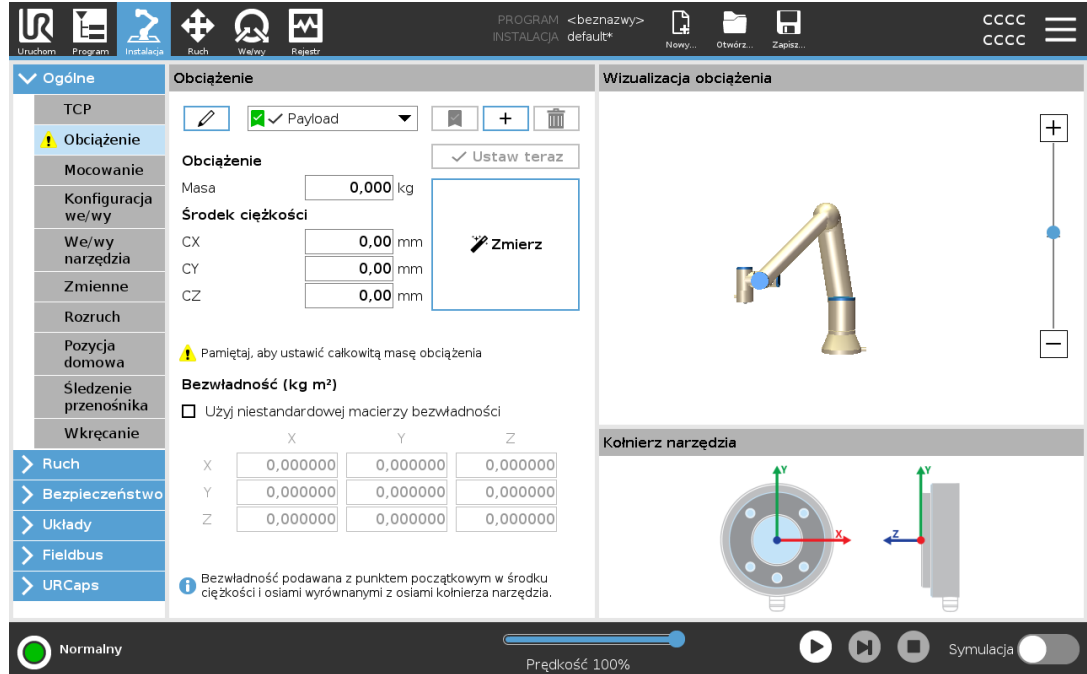 PROGRAM <beznazwy>
INSTALACJA default*
CCCC
CCCC
Uruchom Program Instalacja Ruch We/wy Rejestr Nowy... Otwórz... Zapisz...
Ogólne
TCP
Obciążenie
Mocowanie
Konfiguracja
we/wy
We/wy
narzędzia
Zmienne
Rozruch
Pozycja
domowa
Śledzenie
przenośnika
Wkręcanie
Ruch
Bezpieczeństwo
Układy
Fieldbus
URCaps
Obciążenie
Payload
Ustaw teraz
Obciążenie
Masa 0,000 kg
Środek ciężkości
CX 0,00 mm
CY 0,00 mm
CZ 0,00 mm
Zmierz
Pamiętaj, aby ustawić całkowitą masę obciążenia
Bezwładność (kg m²)
Użyj niestandardowej macierzy bezwładności
X Y Z
X 0,000000 0,000000 0,000000
Y 0,000000 0,000000 0,000000
Z 0,000000 0,000000 0,000000
Bezwładność podawana z punktem początkowym w środku
ciężkości i osiami wyrównanymi z osiami kołnierza narzędzia.
Wizualizacja obciążenia
Kołnierz narzędzia
Y
X
Y
Z
Normalny
Prędkość 100%
Symulacja